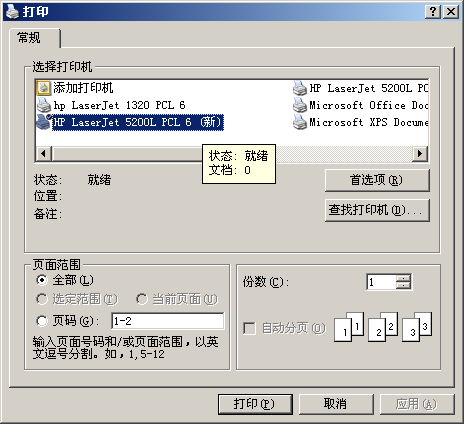 打印
常规
选择打印机
添加打印机
hp LaserJet 1320 PCL 6
HP LaserJet 5200L PCL 6 (新)
HP LaserJet 5200L PC
Microsoft Office Doc
Microsoft XPS Docume
状态: 就绪
文档: 0
状态: 就绪
位置:
备注:
首选项(R)
查找打印机(D)...
页面范围
全部(L)
选定范围(T) 当前页面(U)
页码(G): 1-2
输入页面号码和/或页面范围，以英
文逗号分割。如，1,5-12
份数(C): 1
自动分页(O)
1 1 2 2 3 3
打印(P) 取消 应用(A)